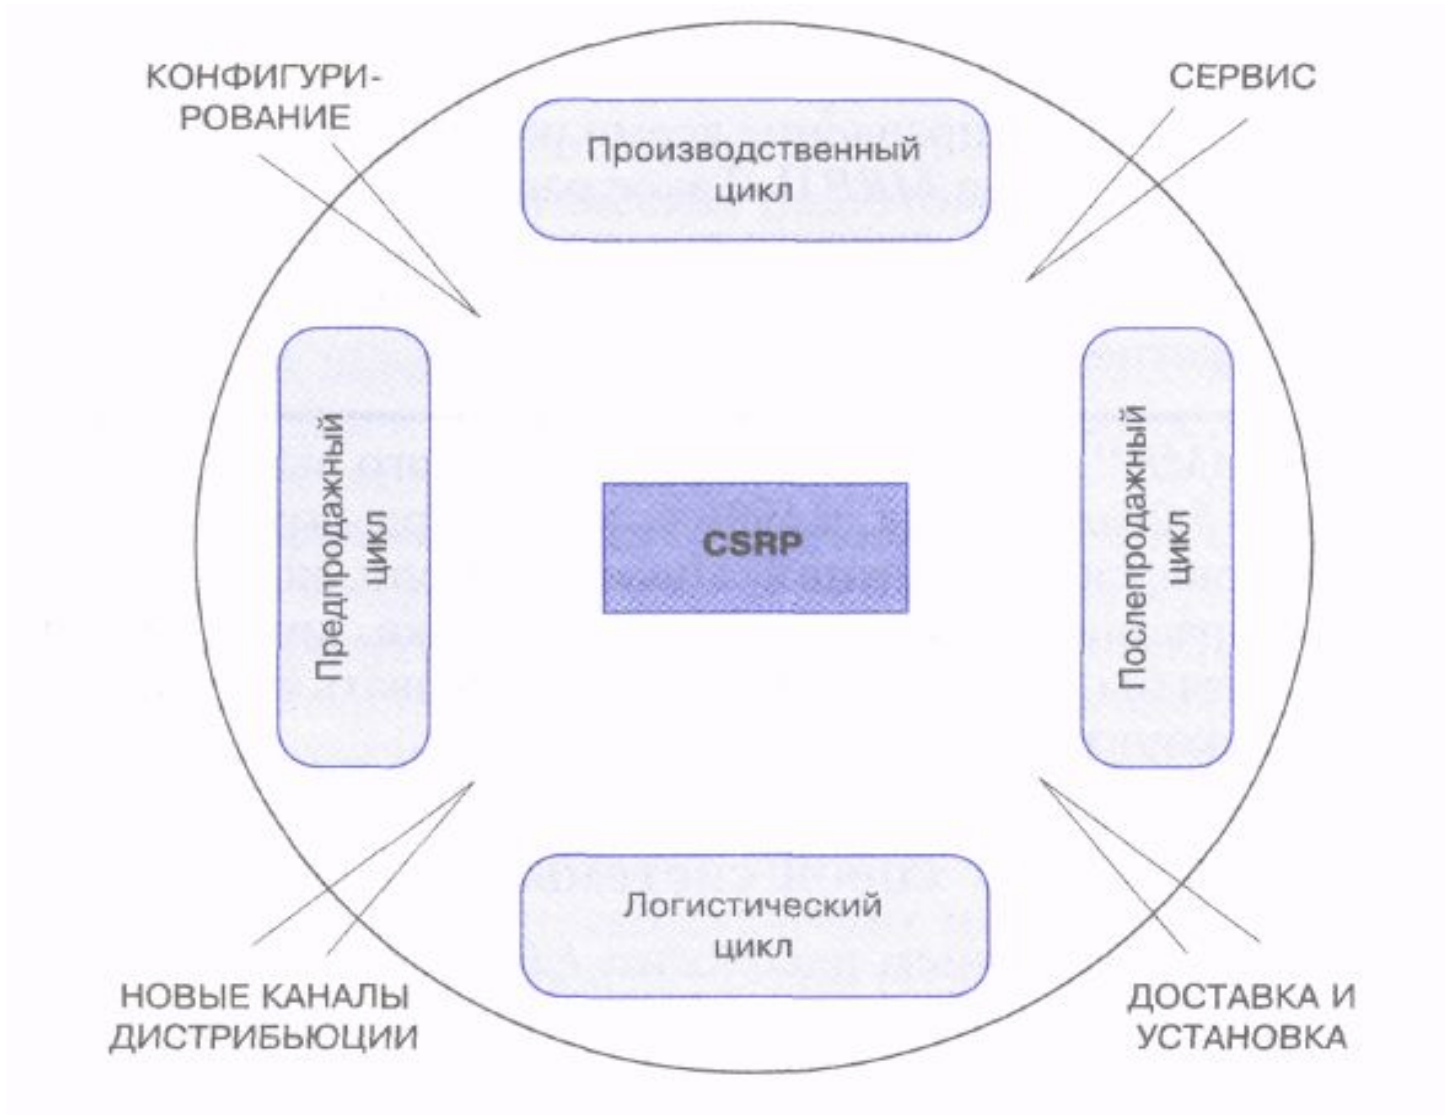 КОНФИГУРИ-
РОВАНИЕ
СЕРВИС
Производственный
цикл
Предпродажный
цикл
CSRP
Послепродажный
цикл
Логистический
цикл
НОВЫЕ КАНАЛЫ
ДИСТРИБЬЮЦИИ
ДОСТАВКА И
УСТАНОВКА